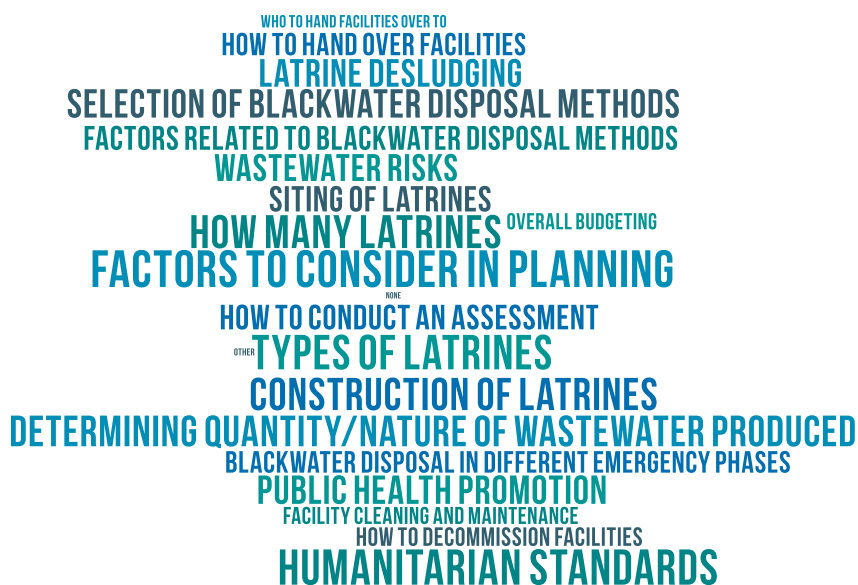 WHO TO HAND FACILITIES OVER TO
HOW TO HAND OVER FACILITIES
LATRINE DESLUDGING
SELECTION OF BLACKWATER DISPOSAL METHODS
FACTORS RELATED TO BLACKWATER DISPOSAL METHODS
WASTEWATER RISKS
SITING OF LATRINES
HOW MANY LATRINES
OVERALL BUDGETING
FACTORS TO CONSIDER IN PLANNING
NONE
HOW TO CONDUCT AN ASSESSMENT
OTHER
TYPES OF LATRINES
CONSTRUCTION OF LATRINES
DETERMINING QUANTITY/NATURE OF WASTEWATER PRODUCED
BLACKWATER DISPOSAL IN DIFFERENT EMERGENCY PHASES
PUBLIC HEALTH PROMOTION
FACILITY CLEANING AND MAINTENANCE
HOW TO DECOMMISSION FACILITIES
HUMANITARIAN STANDARDS